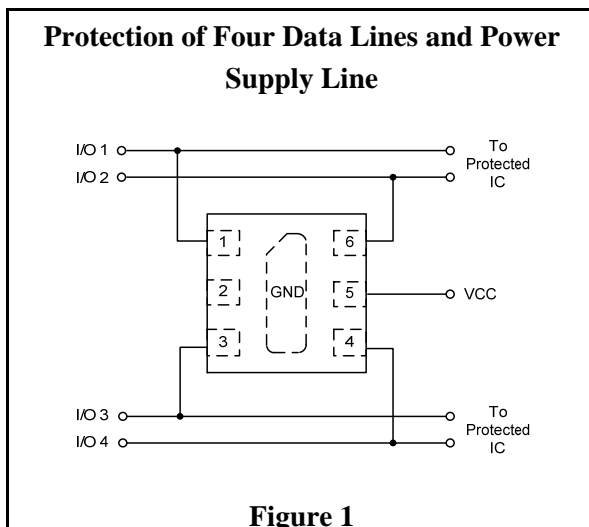 Protection of Four Data Lines and Power
Supply Line
I/O 1
I/O 2
To
Protected
IC
1
6
2
GND
5
VCC
3
4
I/O 3
I/O 4
To
Protected
IC
Figure 1